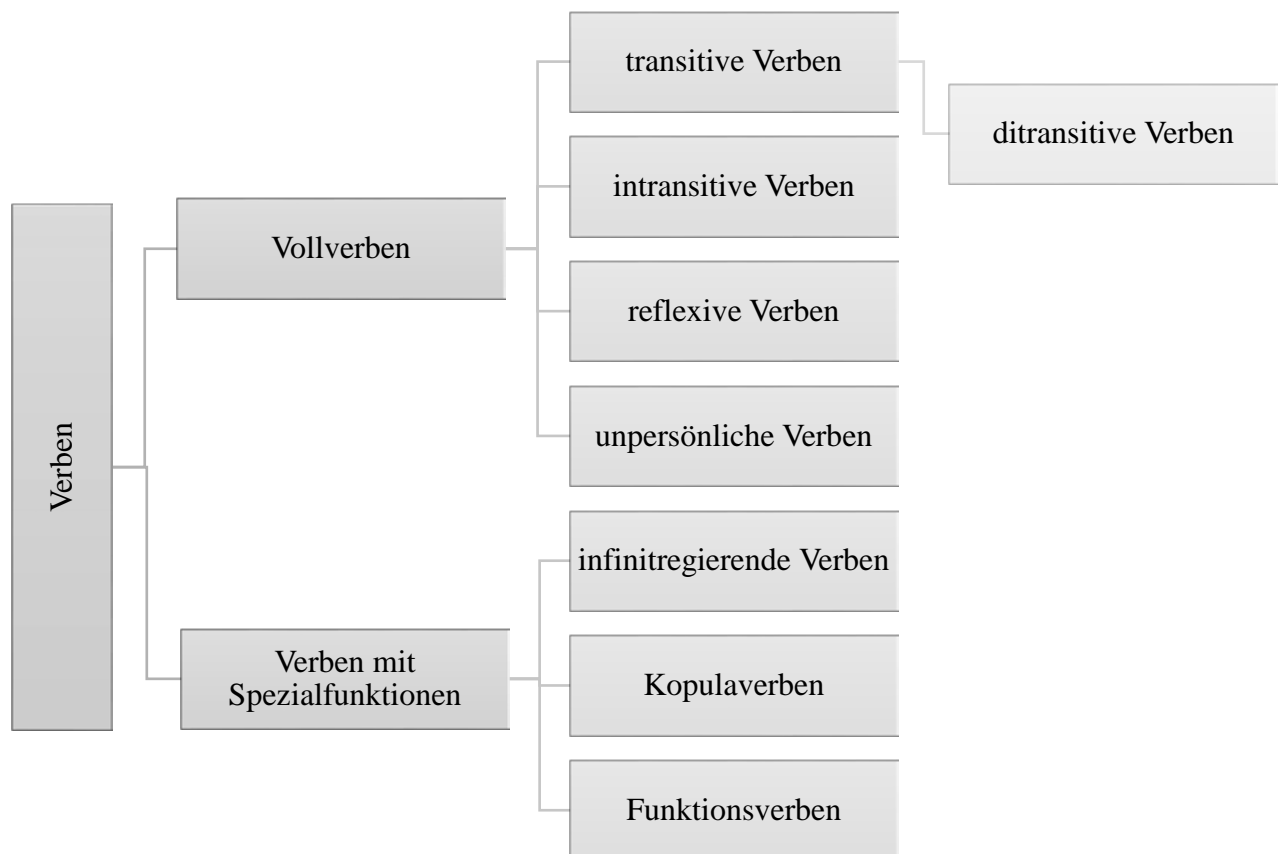 Verben
Vollverben
transitive Verben
ditransitive Verben
intransitive Verben
reflexive Verben
unpersönliche Verben
Verben mit
Spezialfunktionen
infinitregierende Verben
Kopulaverben
Funktionsverben